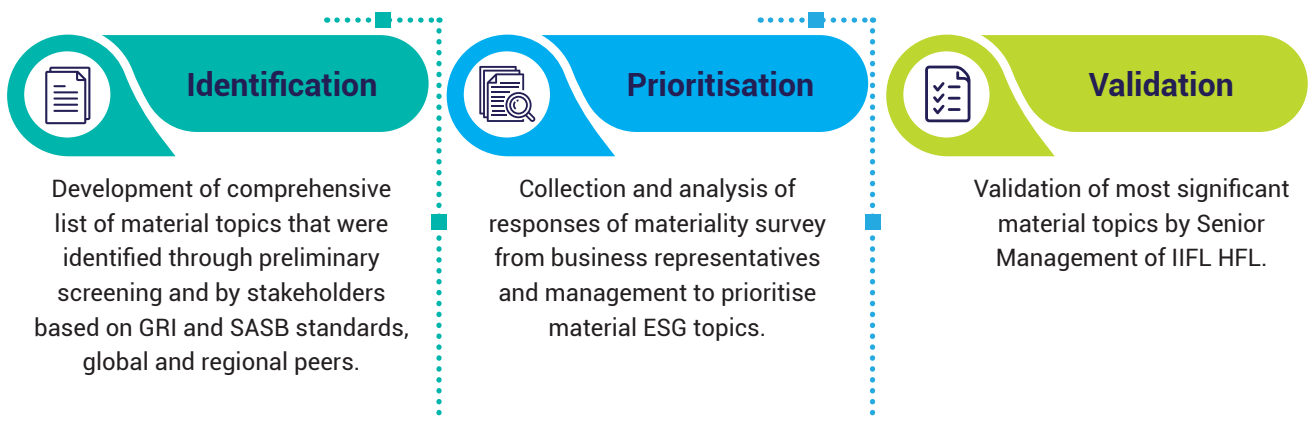 Identification
Development of comprehensive
list of material topics that were
identified through preliminary
screening and by stakeholders
based on GRI and SASB standards,
global and regional peers.
Prioritisation
Collection and analysis of
responses of materiality survey
from business representatives
and management to prioritise
material ESG topics.
Validation
Validation of most significant
material topics by Senior
Management of IIFL HFL.